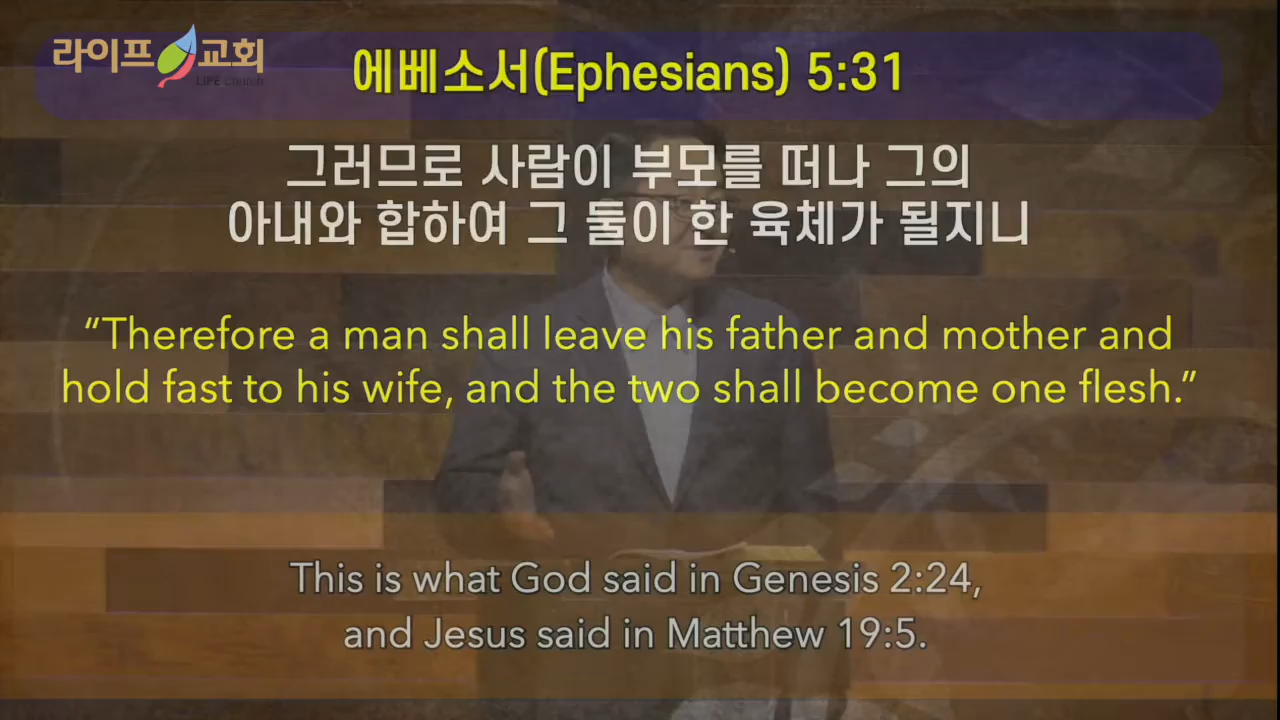 라이프 교회
LIFE Church
에베소서(Ephesians) 5:31
그러므로 사람이 부모를 떠나 그의
아내와 합하여 그 둘이 한 육체가 될지니
“Therefore a man shall leave his father and mother and
hold fast to his wife, and the two shall become one flesh.”
This is what God said in Genesis 2:24,
and Jesus said in Matthew 19:5.